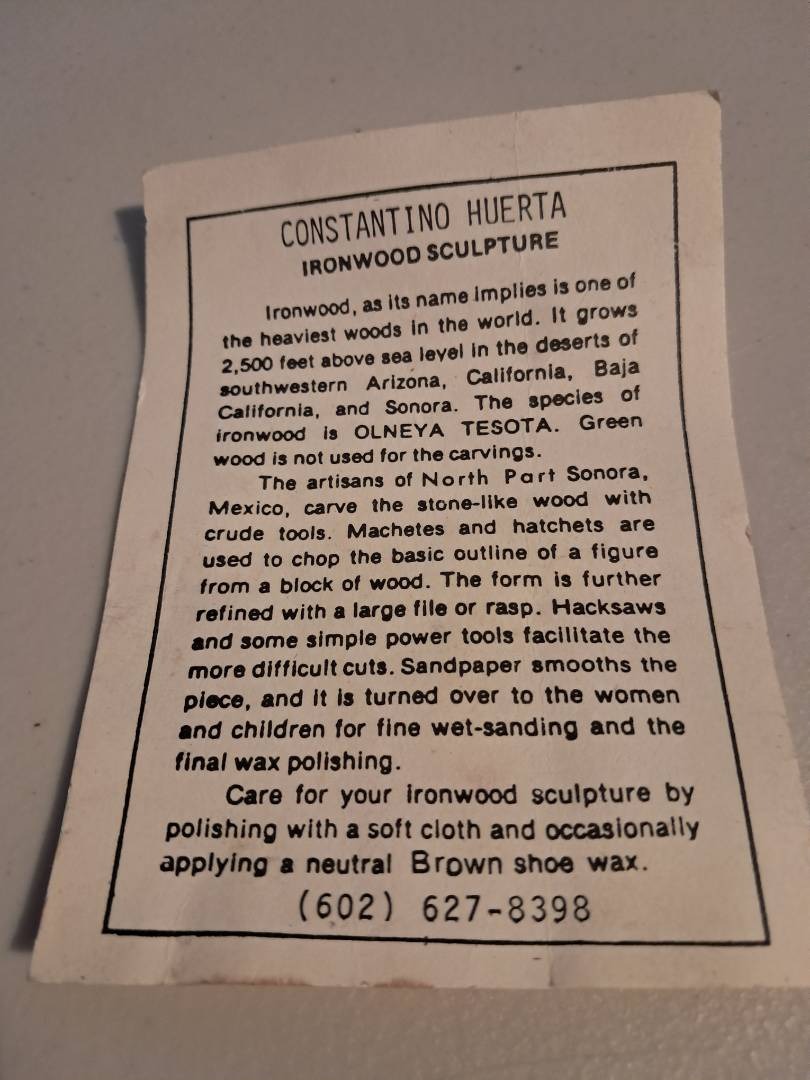 CONSTANTINO HUERTA
IRONWOOD SCULPTURE
Ironwood, as its name implies is one of
the heaviest woods in the world. It grows
2,500 feet above sea level in the deserts of
southwestern Arizona, California, Baja
California, and Sonora. The species of
ironwood is OLNEYA TESOTA. Green
wood is not used for the carvings.
The artisans of North Part Sonora,
Mexico, carve the stone-like wood with
crude tools. Machetes and hatchets are
used to chop the basic outline of a figure
from a block of wood. The form is further
refined with a large file or rasp. Hacksaws
and some simple power tools facilitate the
more difficult cuts. Sandpaper smooths the
piece, and it is turned over to the women
and children for fine wet-sanding and the
final wax polishing.
Care for your ironwood sculpture by
polishing with a soft cloth and occasionally
applying a neutral Brown shoe wax.
(602) 627-8398